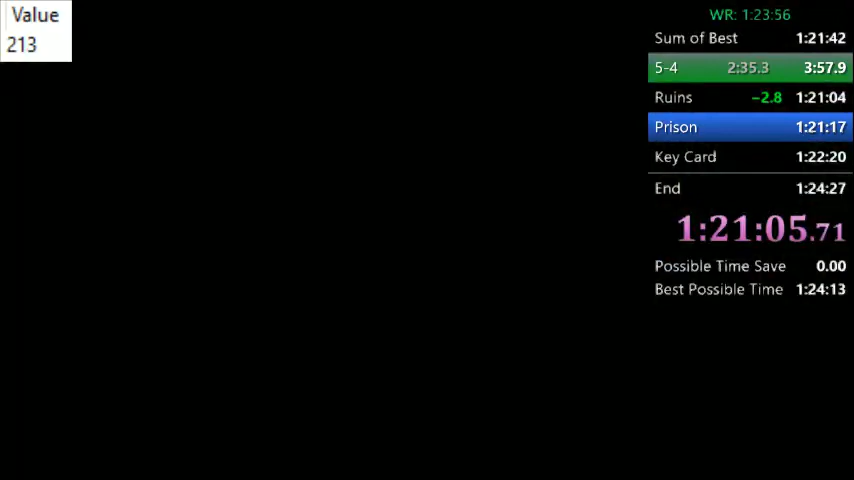 Value
213
WR: 1:23:56
Sum of Best 1:21:42
5-4 2:35.3 3:57.9
Ruins −2.8 1:21:04
Prison 1:21:17
Key Card 1:22:20
End 1:24:27
1:21:05.71
Possible Time Save 0.00
Best Possible Time 1:24:13